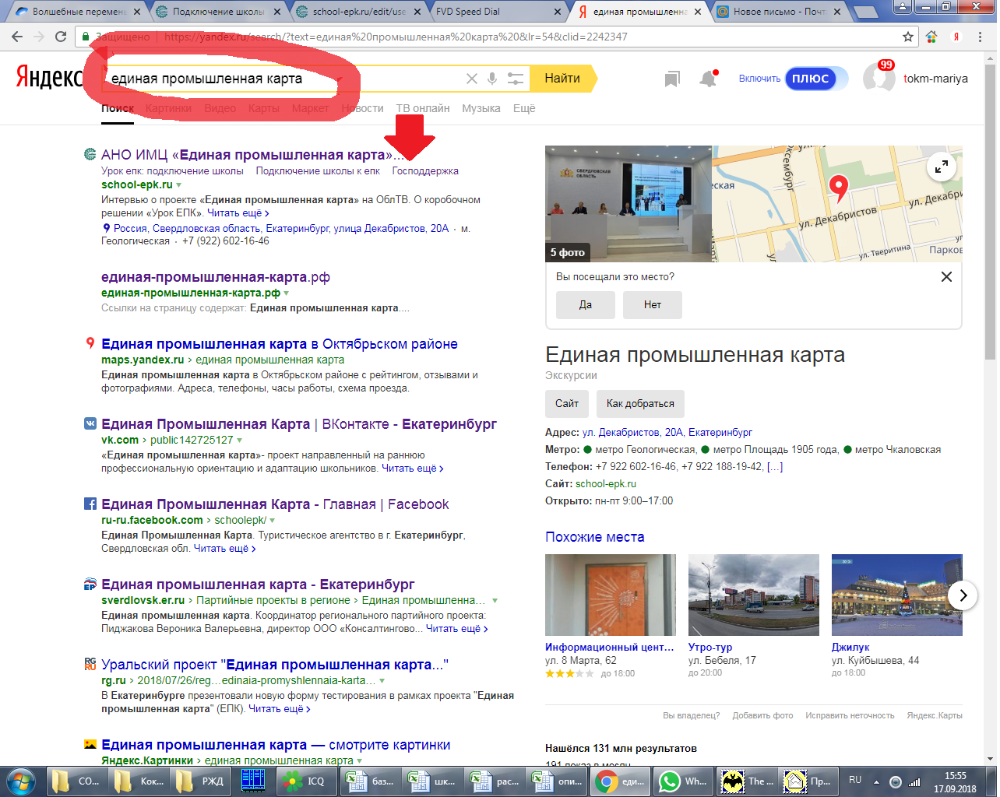 Волшебные перемен
Подключение школы
school-epk.ru/edit/use
FVD Speed Dial
единая промышленна
Новое письмо - Почт
Защищено https://yandex.ru/search/?text=единая%20промышленная%20карта%20&lr=54&clid=2242347
Яндекс
единая промышленная карта
Найти
Включить ПЛЮС
99
tokm-mariya
Поиск Картинки Видео Карты Маркет Новости ТВ онлайн Музыка Ещё
АНО ИМЦ «Единая промышленная карта»...
Урок епк: подключение школы Подключение школы к епк Господдержка
school-epk.ru
Интервью о проекте «Единая промышленная карта» на ОблТВ. О коробочном
решении «Урок ЕПК». Читать ещё >
Россия, Свердловская область, Екатеринбург, улица Декабристов, 20А · м.
Геологическая · +7 (922) 602-16-46
единая-промышленная-карта.рф
единая-промышленная-карта.рф
Ссылки на страницу содержат: Единая промышленная карта....
Единая промышленная карта в Октябрьском районе
maps.yandex.ru › единая промышленная карта
Единая промышленная карта в Октябрьском районе с рейтингом, отзывами и
фотографиями. Адреса, телефоны, часы работы, схема проезда.
Единая Промышленная Карта | ВКонтакте - Екатеринбург
vk.com › public142725127
«Единая промышленная карта»- проект направленный на раннюю
профессиональную ориентацию и адаптацию школьников. Читать ещё >
Единая Промышленная Карта - Главная | Facebook
ru-ru.facebook.com › schoolepk/
Единая Промышленная Карта. Туристическое агентство в г. Екатеринбург,
Свердловская обл. Читать ещё >
Единая промышленная карта - Екатеринбург
sverdlovsk.er.ru › Партийные проекты в регионе › Единая промышленна...
Единая промышленная карта. Координатор регионального партийного проекта:
Пиджакова Вероника Валерьевна, директор ООО «Консалтингово... Читать ещё >
RG
RU
Уральский проект "Единая промышленная карта..."
rg.ru › 2018/07/26/reg…edinaia-promyshlennaia-karta...
В Екатеринбурге презентовали новую форму тестирования в рамках проекта "Единая
промышленная карта" (ЕПК). Читать ещё >
Единая промышленная карта — смотрите картинки
Яндекс.Картинки › единая промышленная карта
СВЕРДЛОВСКАЯ
ОБЛАСТЬ
5 фото
ул. Декабристов
ул. Декабр
ул. Тверитина
Парков
Вы посещали это место?
Да
Нет
Единая промышленная карта
Экскурсии
Сайт
Как добраться
Адрес: ул. Декабристов, 20А, Екатеринбург
Метро: метро Геологическая, метро Площадь 1905 года, метро Чкаловская
Телефон: +7 922 602-16-46, +7 922 188-19-42, [...]
Сайт: school-epk.ru
Открыто: пн-пт 9:00–17:00
Похожие места
Информационный цент...
ул. 8 Марта, 62
до 18:00
Утро-тур
ул. Бебеля, 17
до 20:00
Джилук
ул. Куйбышева, 44
до 18:00
Вы владелец? Добавить фото Исправить неточность Яндекс.Карты
Нашёлся 131 млн результатов
191 показ в месяц
СО...
Кок...
РЖД
ICQ
баз...
шк...
рас...
опи...
еди...
Wh...
The ...
Пр...
RU
15:55
17.09.2018